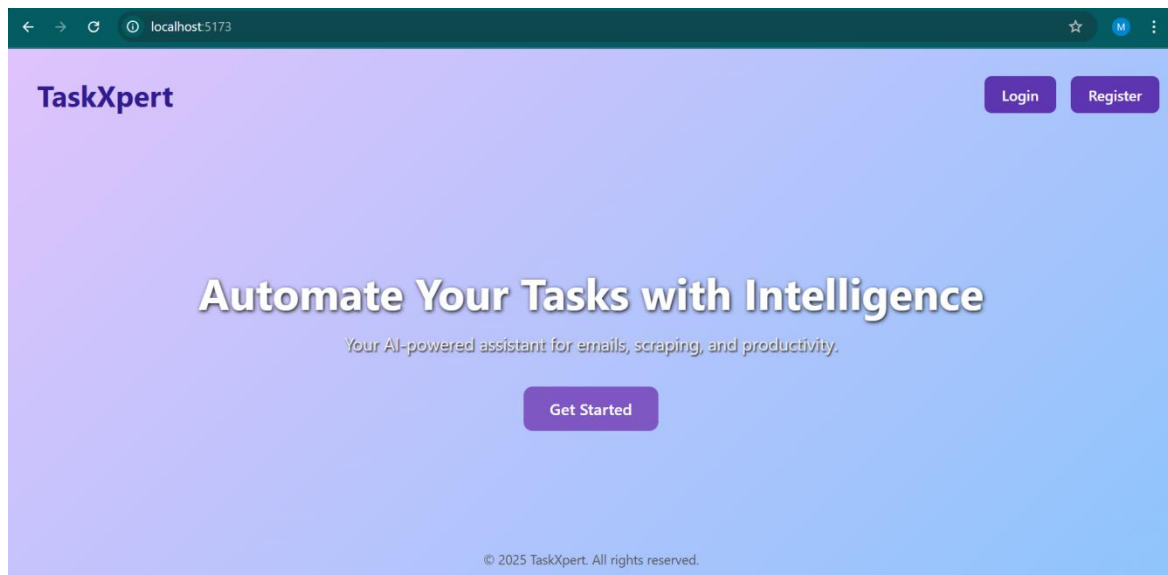 localhost:5173
M
TaskXpert
Login
Register
Automate Your Tasks with Intelligence
Your AI-powered assistant for emails, scraping, and productivity.
Get Started
© 2025 TaskXpert. All rights reserved.